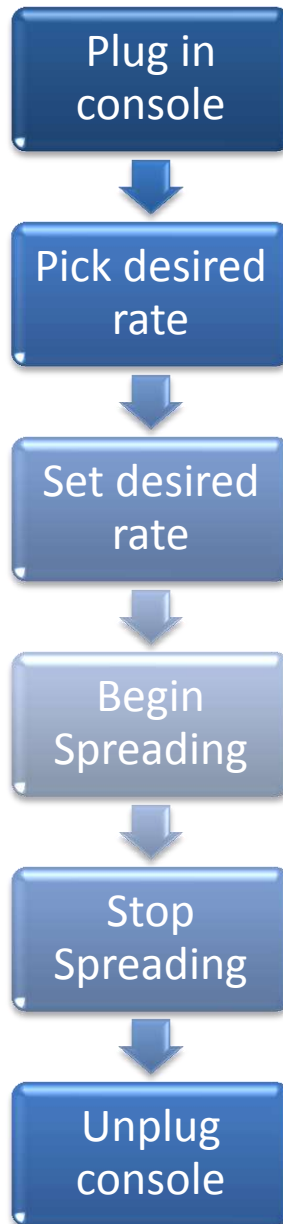 Plug in
console
Pick desired
rate
Set desired
rate
Begin
Spreading
Stop
Spreading
Unplug
console